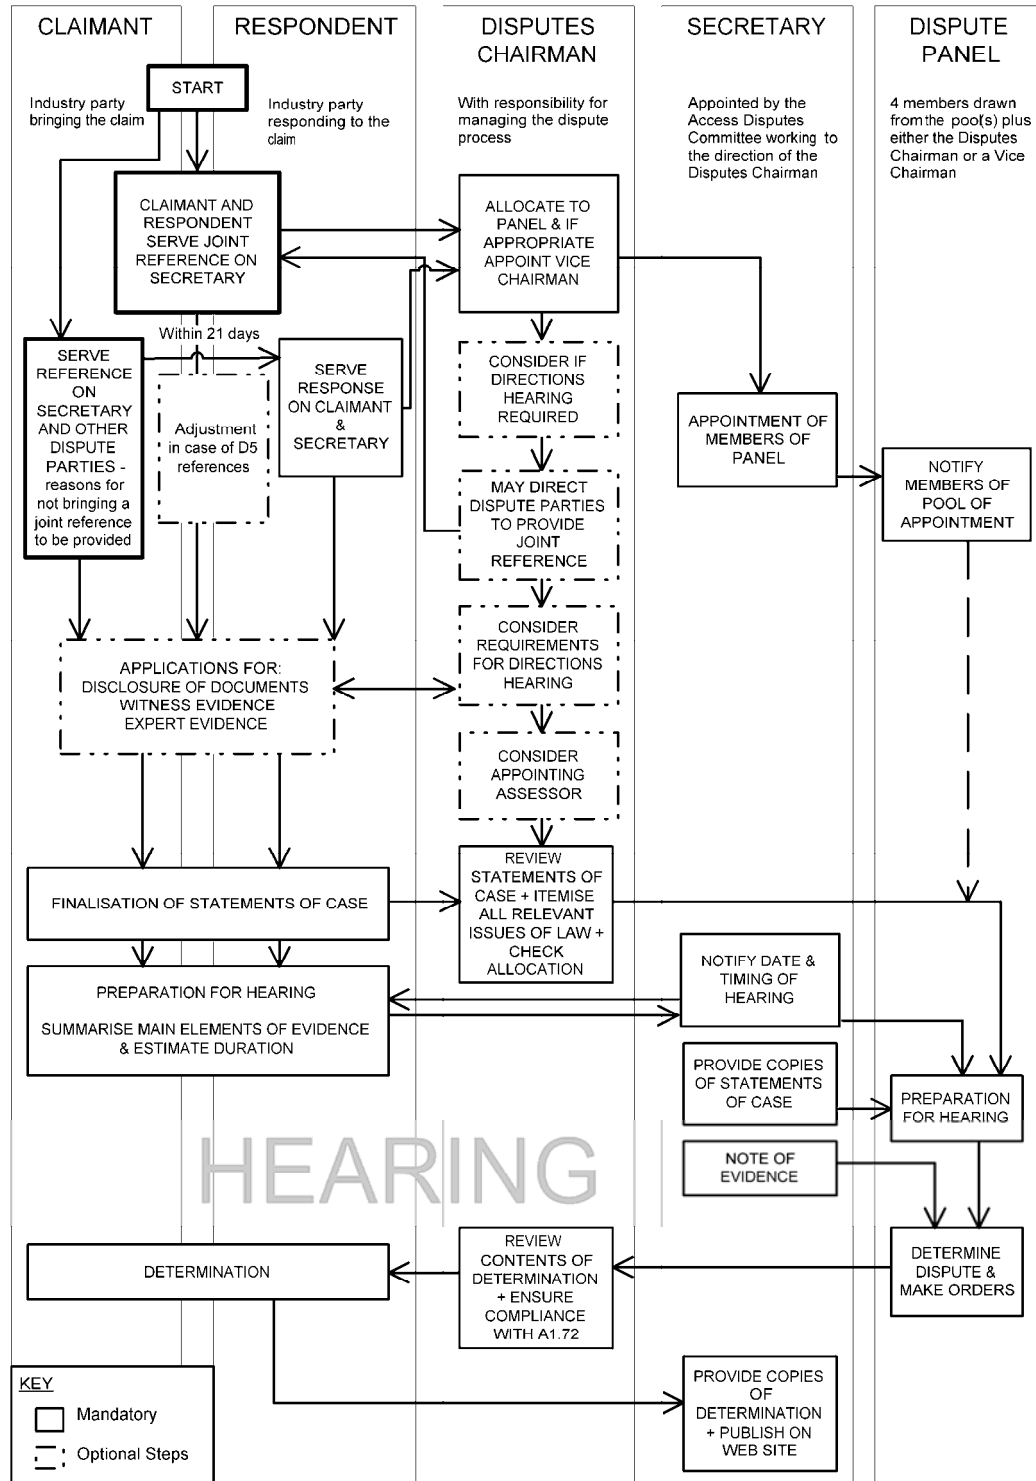 CLAIMANT
RESPONDENT
DISPUTES
CHAIRMAN
SECRETARY
DISPUTE
PANEL
START
Industry party
bringing the claim
Industry party
responding to the
claim
With responsibility for
managing the dispute
process
Appointed by the
Access Disputes
Committee working to
the direction of the
Disputes Chairman
4 members drawn
from the pool(s) plus
either the Disputes
Chairman or a Vice
Chairman
CLAIMANT AND
RESPONDENT
SERVE JOINT
REFERENCE ON
SECRETARY
ALLOCATE TO
PANEL & IF
APPROPRIATE
APPOINT VICE
CHAIRMAN
Within 21 days
SERVE
REFERENCE
ON
SECRETARY
AND OTHER
DISPUTE
PARTIES -
reasons for
not bringing a
joint reference
to be provided
Adjustment
in case of D5
references
SERVE
RESPONSE
ON CLAIMANT
&
SECRETARY
CONSIDER IF
DIRECTIONS
HEARING
REQUIRED
APPOINTMENT OF
MEMBERS OF
PANEL
NOTIFY
MEMBERS OF
POOL OF
APPOINTMENT
MAY DIRECT
DISPUTE PARTIES
TO PROVIDE
JOINT
REFERENCE
CONSIDER
REQUIREMENTS
FOR DIRECTIONS
HEARING
APPLICATIONS FOR:
DISCLOSURE OF DOCUMENTS
WITNESS EVIDENCE
EXPERT EVIDENCE
CONSIDER
APPOINTING
ASSESSOR
FINALISATION OF STATEMENTS OF CASE
REVIEW
STATEMENTS OF
CASE + ITEMISE
ALL RELEVANT
ISSUES OF LAW +
CHECK
ALLOCATION
PREPARATION FOR HEARING
SUMMARISE MAIN ELEMENTS OF EVIDENCE
& ESTIMATE DURATION
NOTIFY DATE &
TIMING OF
HEARING
PROVIDE COPIES
OF STATEMENTS
OF CASE
PREPARATION
FOR HEARING
HEARING
NOTE OF
EVIDENCE
DETERMINATION
REVIEW
CONTENTS OF
DETERMINATION
+ ENSURE
COMPLIANCE
WITH A1.72
DETERMINE
DISPUTE &
MAKE ORDERS
PROVIDE COPIES
OF
DETERMINATION
+ PUBLISH ON
WEB SITE
KEY
Mandatory
Optional Steps